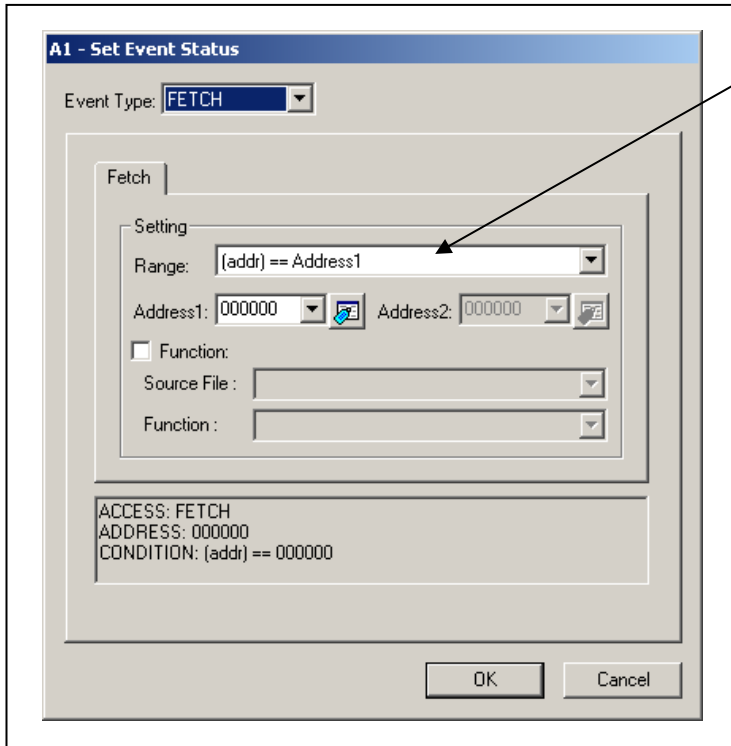 A1 - Set Event Status
Event Type: FETCH
Fetch
Setting
Range: (addr) == Address1
Address1: 000000 Address2: 000000
Function:
Source File :
Function :
ACCESS: FETCH
ADDRESS: 000000
CONDITION: (addr) == 000000
OK Cancel